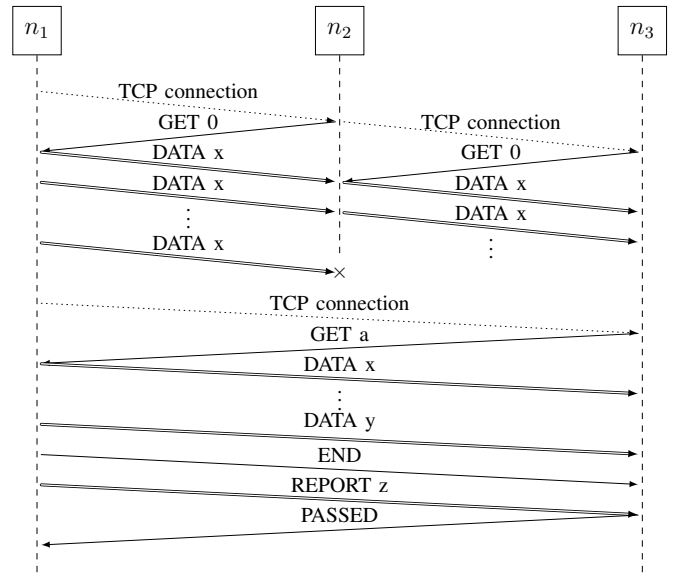 n1 n2 n3
TCP connection
GET 0 TCP connection
DATA x GET 0
DATA x DATA x
⋮ DATA x
DATA x ⋮
×
TCP connection
GET a
DATA x
⋮
DATA y
END
REPORT z
PASSED